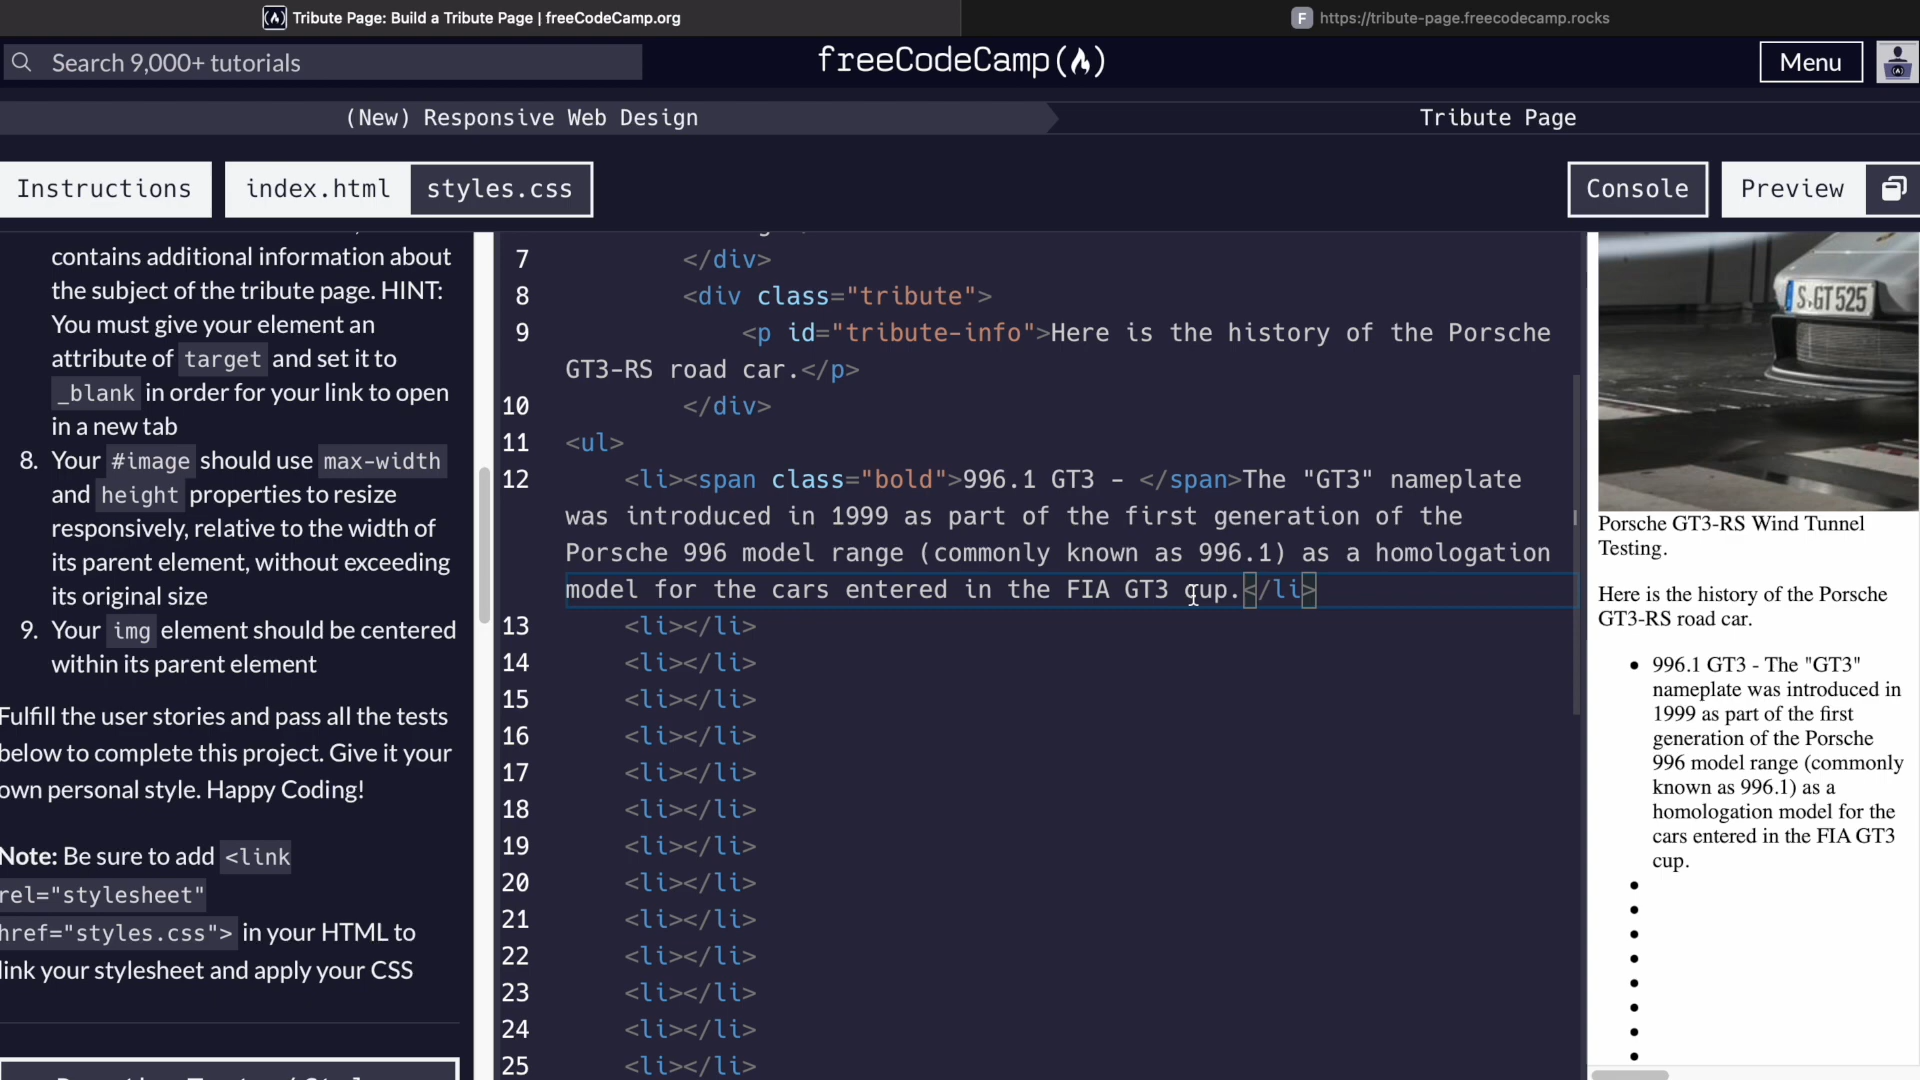 Tribute Page: Build a Tribute Page | freeCodeCamp.org
F https://tribute-page.freecodecamp.rocks
Search 9,000+ tutorials
freeCodeCamp
Menu
(New) Responsive Web Design
Tribute Page
Instructions
index.html
styles.css
Console
Preview
contains additional information about
the subject of the tribute page. HINT:
You must give your element an
attribute of target and set it to
_blank in order for your link to open
in a new tab
8. Your #image should use max-width
and height properties to resize
responsively, relative to the width of
its parent element, without exceeding
its original size
9. Your img element should be centered
within its parent element
Fulfill the user stories and pass all the tests
below to complete this project. Give it your
own personal style. Happy Coding!
Note: Be sure to add <link
rel="stylesheet"
href="styles.css"> in your HTML to
link your stylesheet and apply your CSS
7 </div>
8 <div class="tribute">
9 <p id="tribute-info">Here is the history of the Porsche
GT3-RS road car.</p>
10 </div>
11 <ul>
12 <li><span class="bold">996.1 GT3 - </span>The "GT3" nameplate
was introduced in 1999 as part of the first generation of the
Porsche 996 model range (commonly known as 996.1) as a homologation
model for the cars entered in the FIA GT3 cup.</li>
13 <li></li>
14 <li></li>
15 <li></li>
16 <li></li>
17 <li></li>
18 <li></li>
19 <li></li>
20 <li></li>
21 <li></li>
22 <li></li>
23 <li></li>
24 <li></li>
25 <li></li>
S GT 525
Porsche GT3-RS Wind Tunnel
Testing.
Here is the history of the Porsche
GT3-RS road car.
• 996.1 GT3 - The "GT3"
nameplate was introduced in
1999 as part of the first
generation of the Porsche
996 model range (commonly
known as 996.1) as a
homologation model for the
cars entered in the FIA GT3
cup.